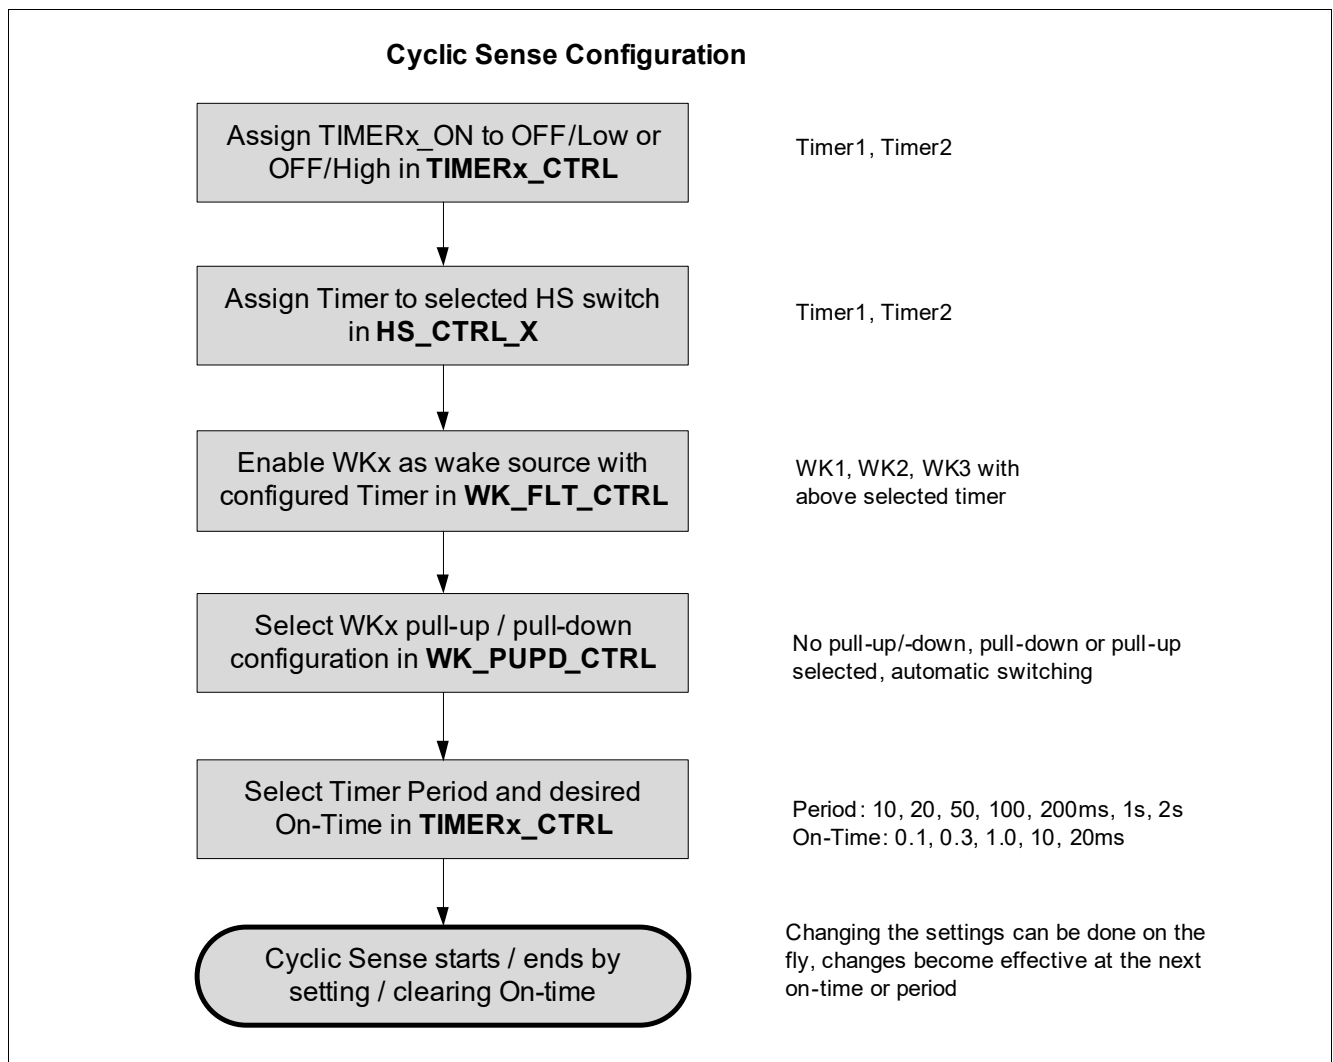 Cyclic Sense Configuration
Assign TIMERx_ON to OFF/Low or
OFF/High in TIMERx_CTRL
Timer1, Timer2
Assign Timer to selected HS switch
in HS_CTRL_X
Timer1, Timer2
Enable WKx as wake source with
configured Timer in WK_FLT_CTRL
WK1, WK2, WK3 with
above selected timer
Select WKx pull-up / pull-down
configuration in WK_PUPD_CTRL
No pull-up/-down, pull-down or pull-up
selected, automatic switching
Select Timer Period and desired
On-Time in TIMERx_CTRL
Period: 10, 20, 50, 100, 200ms, 1s, 2s
On-Time: 0.1, 0.3, 1.0, 10, 20ms
Cyclic Sense starts / ends by
setting / clearing On-time
Changing the settings can be done on the
fly, changes become effective at the next
on-time or period